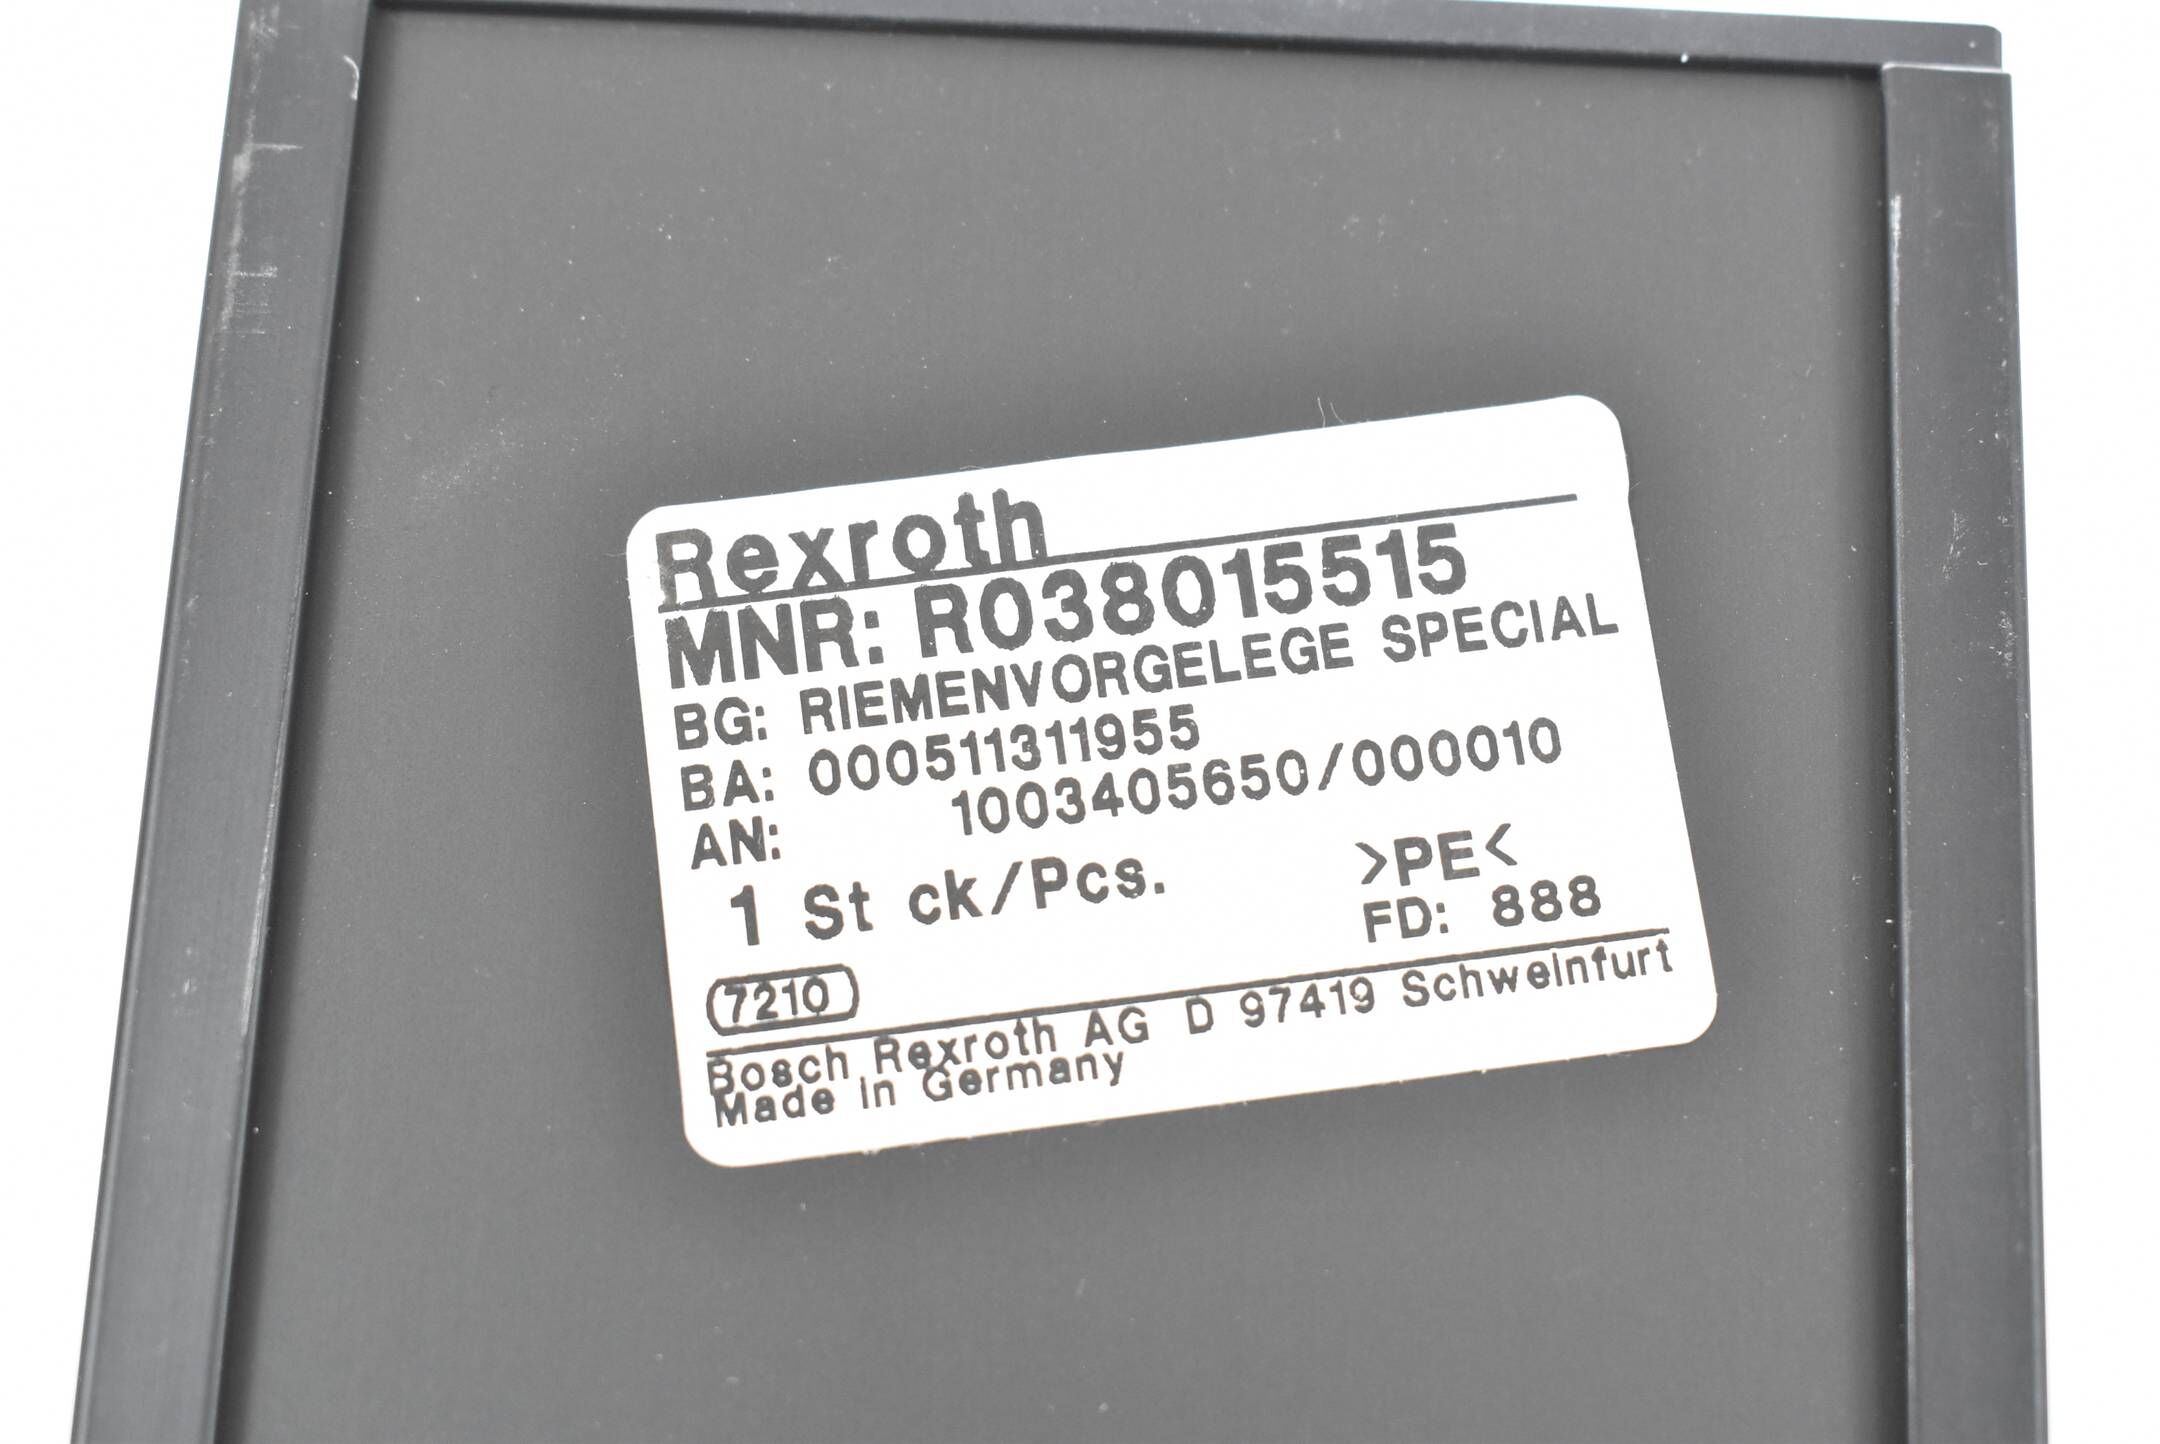 Rexroth
MNR: R038015515
BG: RIEMENVORGELEGE SPECIAL
BA: 000511311955
AN: 1003405650/000010
1 St ck/Pcs. >PE<
FD: 888
7210
Bosch Rexroth AG D 97419 Schweinfurt
Made in Germany